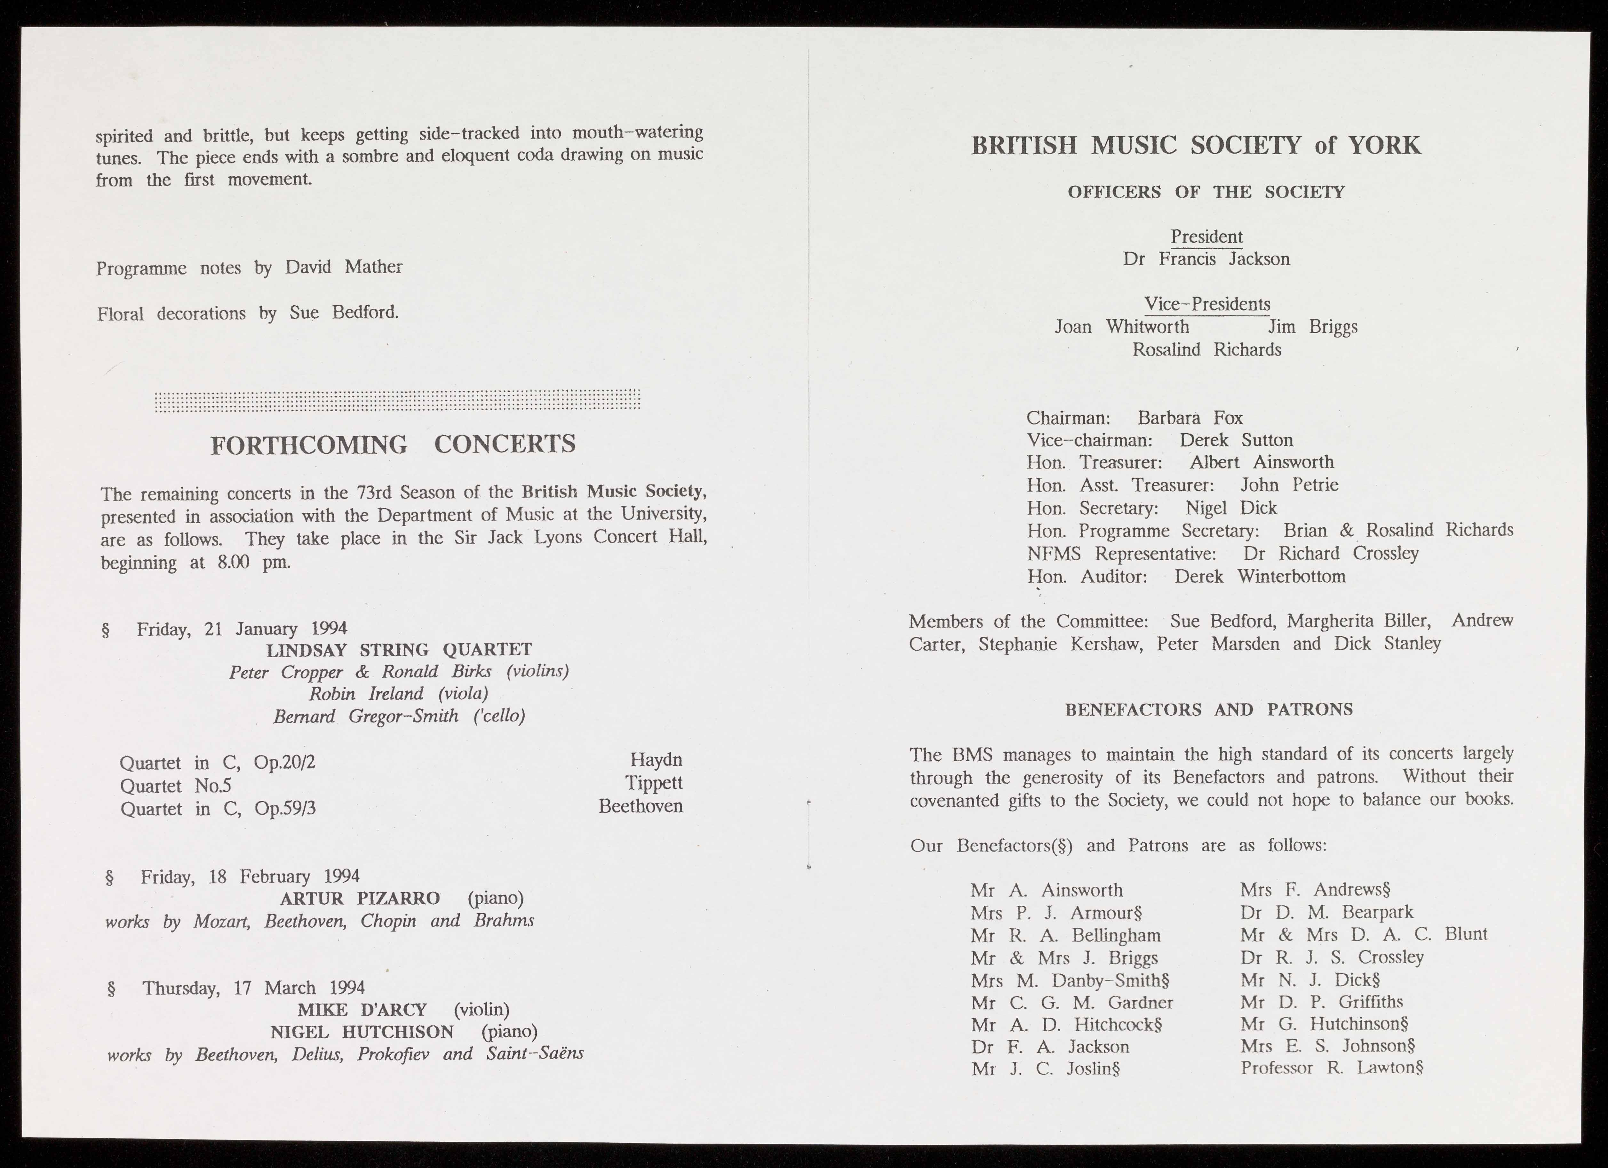 spirited and brittle, but keeps getting side-tracked into mouth-watering
tunes. The piece ends with a sombre and eloquent coda drawing on music
from the first movement.
Programme notes by David Mather
Floral decorations by Sue Bedford.
FORTHCOMING CONCERTS
The remaining concerts in the 73rd Season of the British Music Society,
presented in association with the Department of Music at the University,
are as follows. They take place in the Sir Jack Lyons Concert Hall,
beginning at 8.00 pm.
§ Friday, 21 January 1994
LINDSAY STRING QUARTET
Peter Cropper & Ronald Birks (violins)
Robin Ireland (viola)
Bernard Gregor-Smith ('cello)
Quartet in C, Op.20/2 Haydn
Quartet No.5 Tippett
Quartet in C, Op.59/3 Beethoven
§ Friday, 18 February 1994
ARTUR PIZARRO (piano)
works by Mozart, Beethoven, Chopin and Brahms
§ Thursday, 17 March 1994
MIKE D'ARCY (violin)
NIGEL HUTCHISON (piano)
works by Beethoven, Delius, Prokofiev and Saint-Saëns
BRITISH MUSIC SOCIETY of YORK
OFFICERS OF THE SOCIETY
President
Dr Francis Jackson
Vice-Presidents
Joan Whitworth Jim Briggs
Rosalind Richards
Chairman: Barbara Fox
Vice-chairman: Derek Sutton
Hon. Treasurer: Albert Ainsworth
Hon. Asst. Treasurer: John Petrie
Hon. Secretary: Nigel Dick
Hon. Programme Secretary: Brian & Rosalind Richards
NFMS Representative: Dr Richard Crossley
Hon. Auditor: Derek Winterbottom
Members of the Committee: Sue Bedford, Margherita Biller, Andrew
Carter, Stephanie Kershaw, Peter Marsden and Dick Stanley
BENEFACTORS AND PATRONS
The BMS manages to maintain the high standard of its concerts largely
through the generosity of its Benefactors and patrons. Without their
covenanted gifts to the Society, we could not hope to balance our books.
Our Benefactors(§) and Patrons are as follows:
Mr A. Ainsworth Mrs F. Andrews§
Mrs P. J. Armour§ Dr D. M. Bearpark
Mr R. A. Bellingham Mr & Mrs D. A. C. Blunt
Mr & Mrs J. Briggs Dr R. J. S. Crossley
Mrs M. Danby-Smith§ Mr N. J. Dick§
Mr C. G. M. Gardner Mr D. P. Griffiths
Mr A. D. Hitchcock§ Mr G. Hutchinson§
Dr F. A. Jackson Mrs E. S. Johnson§
Mr J. C. Joslin§ Professor R. Lawton§